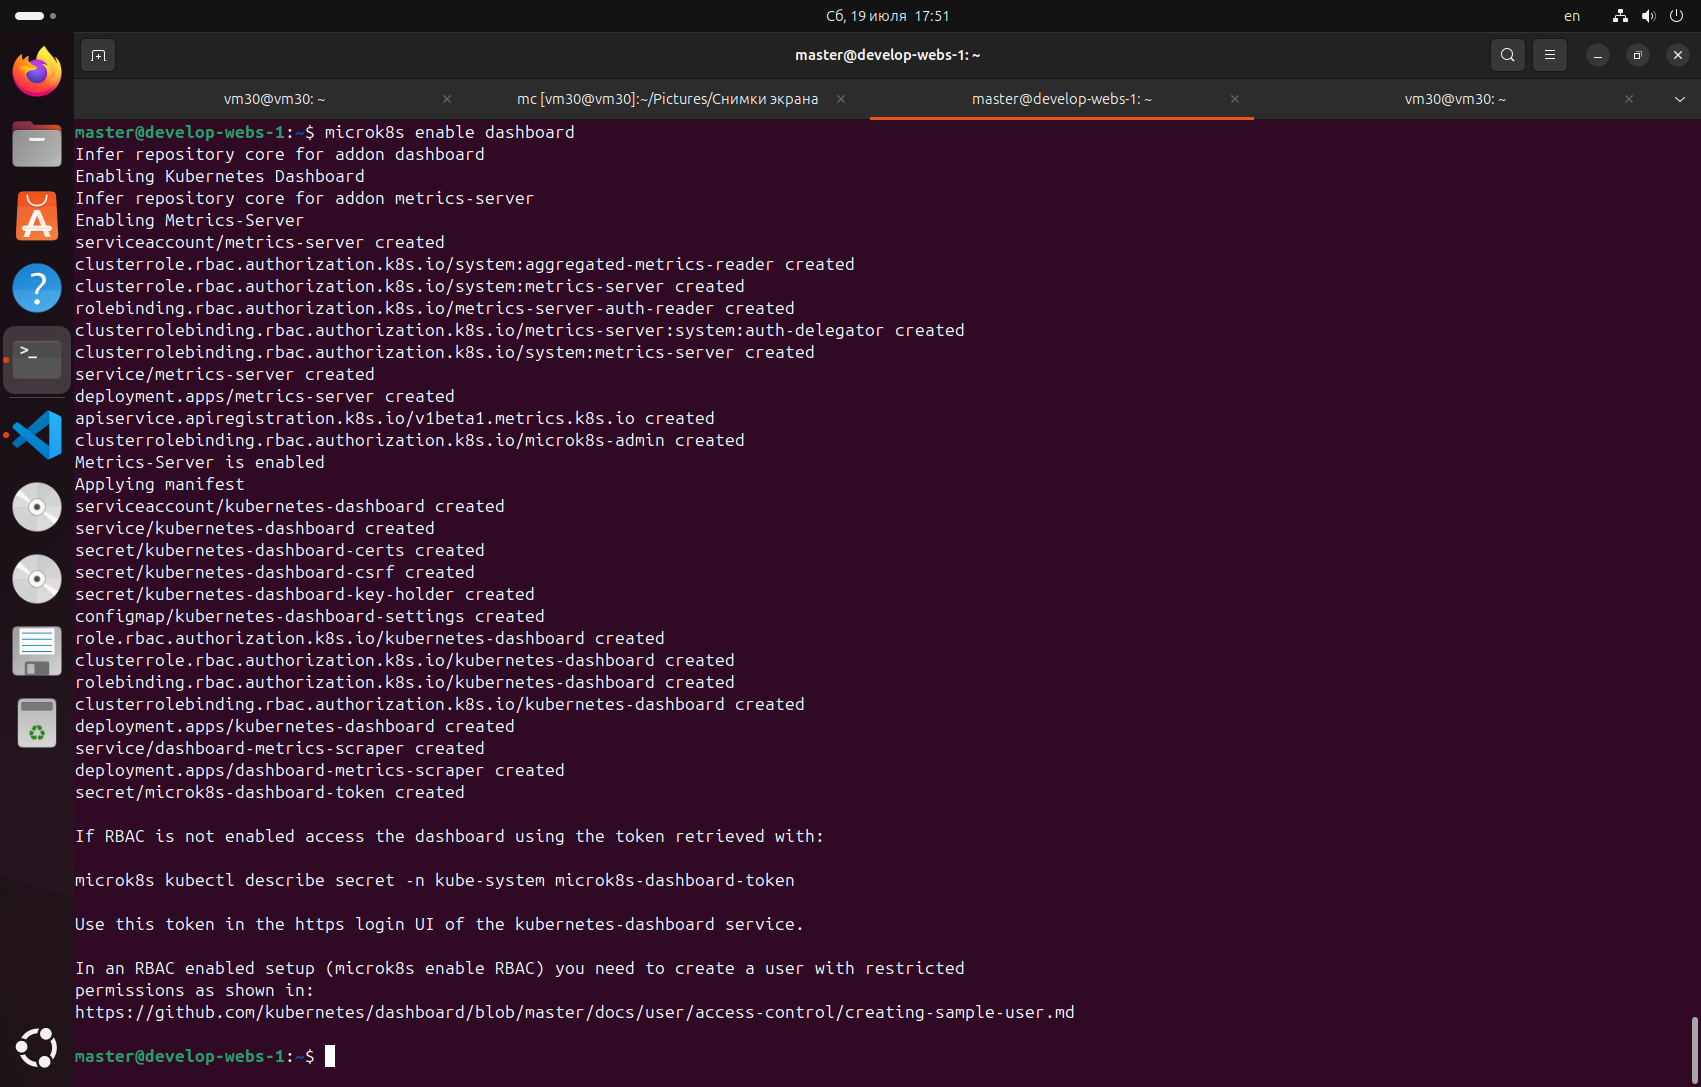 Сб, 19 июля 17:51
en
master@develop-webs-1: ~
vm30@vm30: ~
mc [vm30@vm30]:~/Pictures/Снимки экрана
master@develop-webs-1: ~
vm30@vm30: ~
master@develop-webs-1:~$ microk8s enable dashboard
Infer repository core for addon dashboard
Enabling Kubernetes Dashboard
Infer repository core for addon metrics-server
Enabling Metrics-Server
serviceaccount/metrics-server created
clusterrole.rbac.authorization.k8s.io/system:aggregated-metrics-reader created
clusterrole.rbac.authorization.k8s.io/system:metrics-server created
rolebinding.rbac.authorization.k8s.io/metrics-server-auth-reader created
clusterrolebinding.rbac.authorization.k8s.io/metrics-server:system:auth-delegator created
clusterrolebinding.rbac.authorization.k8s.io/system:metrics-server created
service/metrics-server created
deployment.apps/metrics-server created
apiservice.apiregistration.k8s.io/v1beta1.metrics.k8s.io created
clusterrolebinding.rbac.authorization.k8s.io/microk8s-admin created
Metrics-Server is enabled
Applying manifest
serviceaccount/kubernetes-dashboard created
service/kubernetes-dashboard created
secret/kubernetes-dashboard-certs created
secret/kubernetes-dashboard-csrf created
secret/kubernetes-dashboard-key-holder created
configmap/kubernetes-dashboard-settings created
role.rbac.authorization.k8s.io/kubernetes-dashboard created
clusterrole.rbac.authorization.k8s.io/kubernetes-dashboard created
rolebinding.rbac.authorization.k8s.io/kubernetes-dashboard created
clusterrolebinding.rbac.authorization.k8s.io/kubernetes-dashboard created
deployment.apps/kubernetes-dashboard created
service/dashboard-metrics-scraper created
deployment.apps/dashboard-metrics-scraper created
secret/microk8s-dashboard-token created
If RBAC is not enabled access the dashboard using the token retrieved with:
microk8s kubectl describe secret -n kube-system microk8s-dashboard-token
Use this token in the https login UI of the kubernetes-dashboard service.
In an RBAC enabled setup (microk8s enable RBAC) you need to create a user with restricted
permissions as shown in:
https://github.com/kubernetes/dashboard/blob/master/docs/user/access-control/creating-sample-user.md
master@develop-webs-1:~$